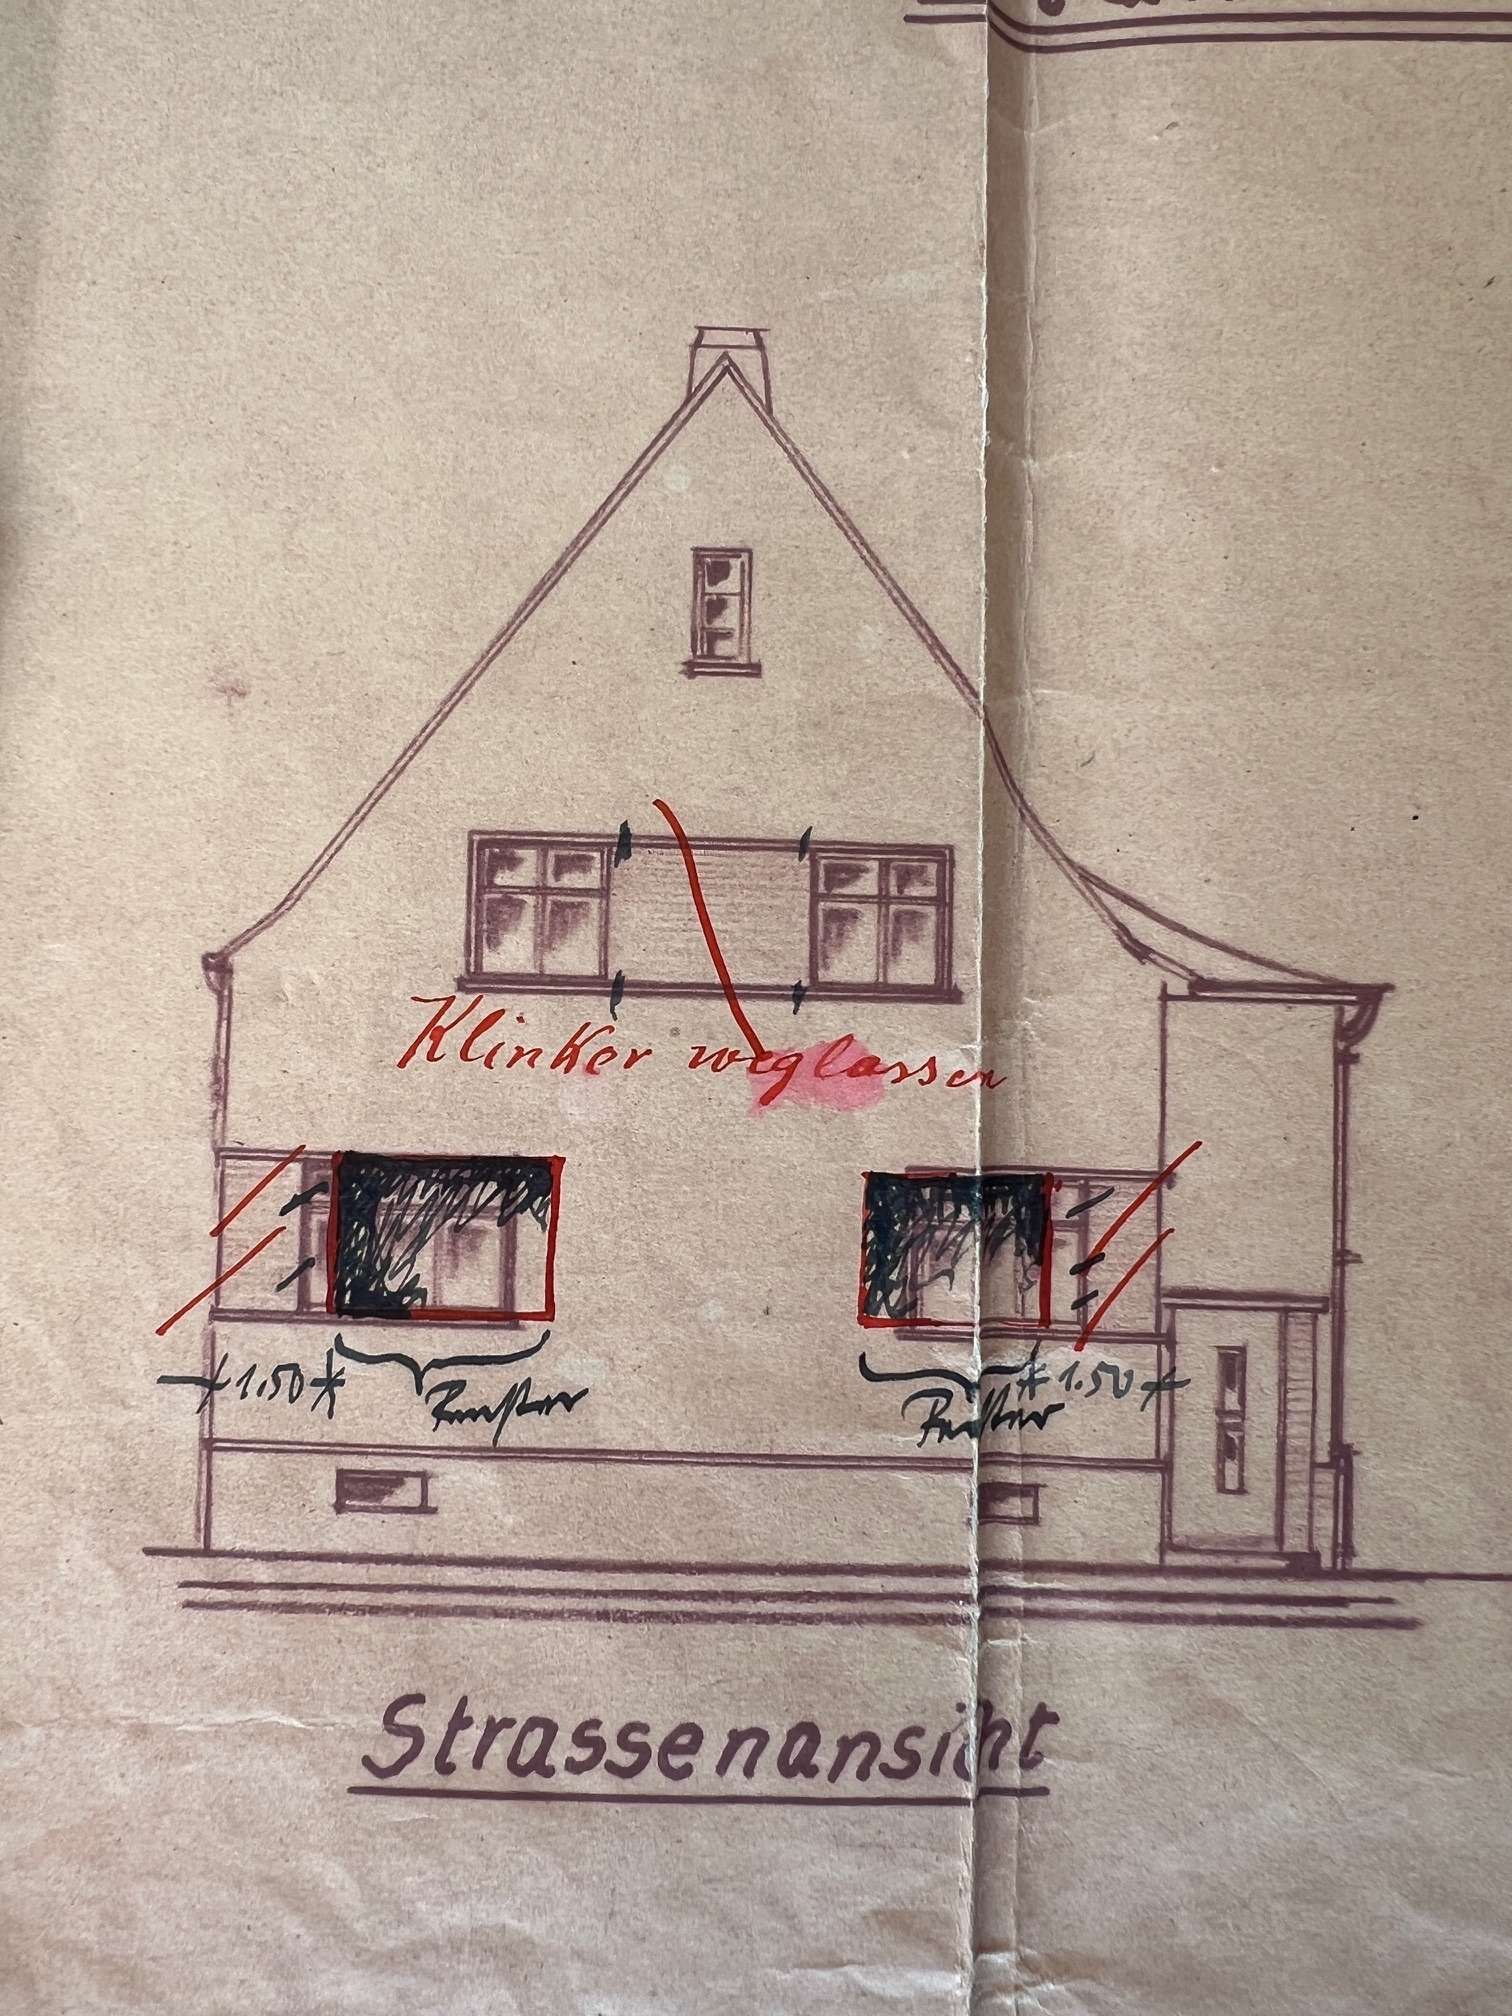 Klinker weglassen
1.50 Fenster Fenster 1.50
Strassenansicht